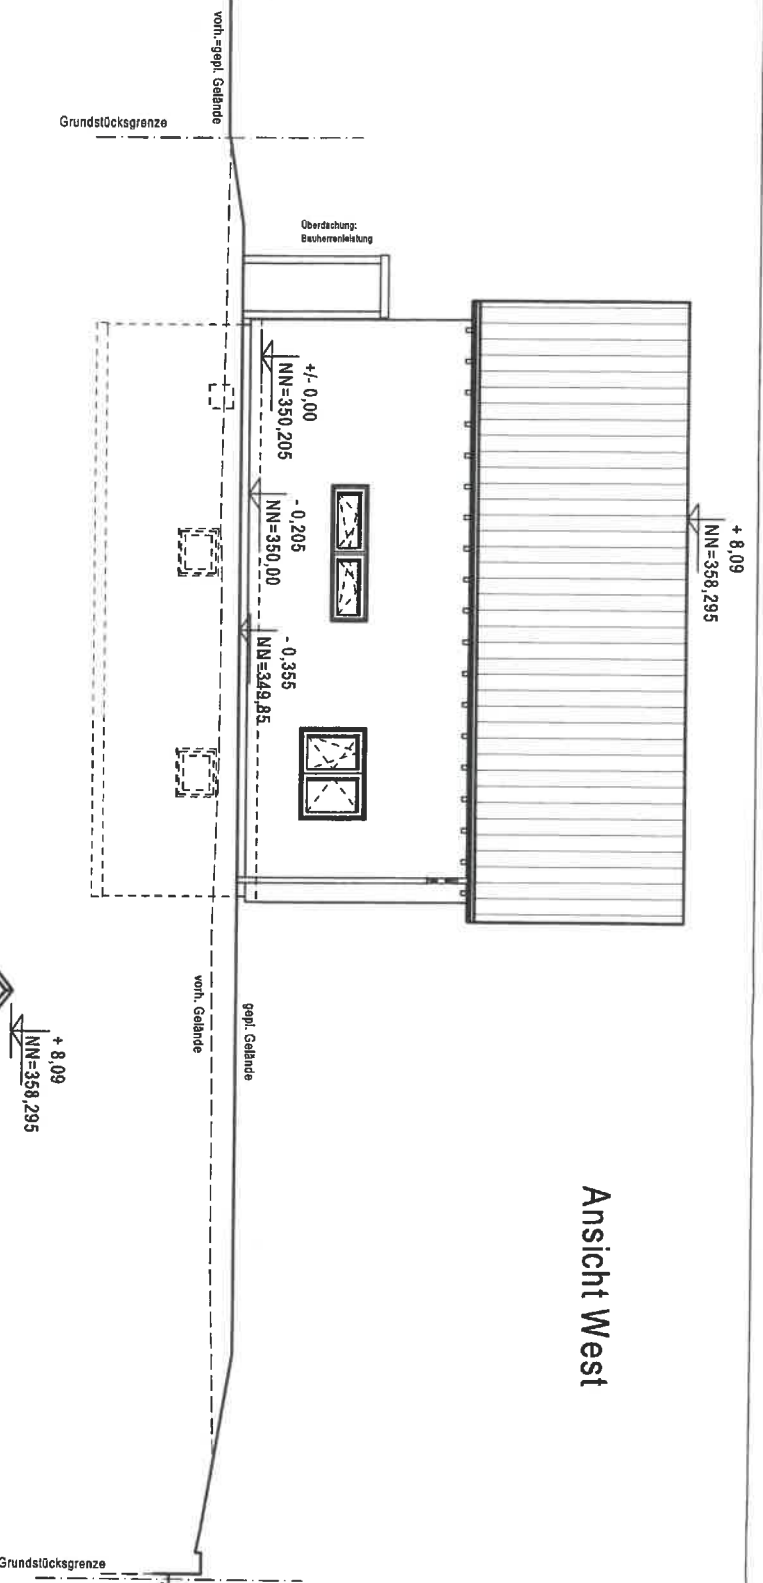 Ansicht West
+ 8,09
NN=358,295
Überdachung:
Bauherrenleistung
+/- 0,00
NN=350,205
- 0,205
NN=350,00
- 0,355
NN=349,85
vorh.=gepl. Gelände
Grundstücksgrenze
gepl. Gelände
vorh. Gelände
+ 8,09
NN=358,295
Grundstücksgrenze